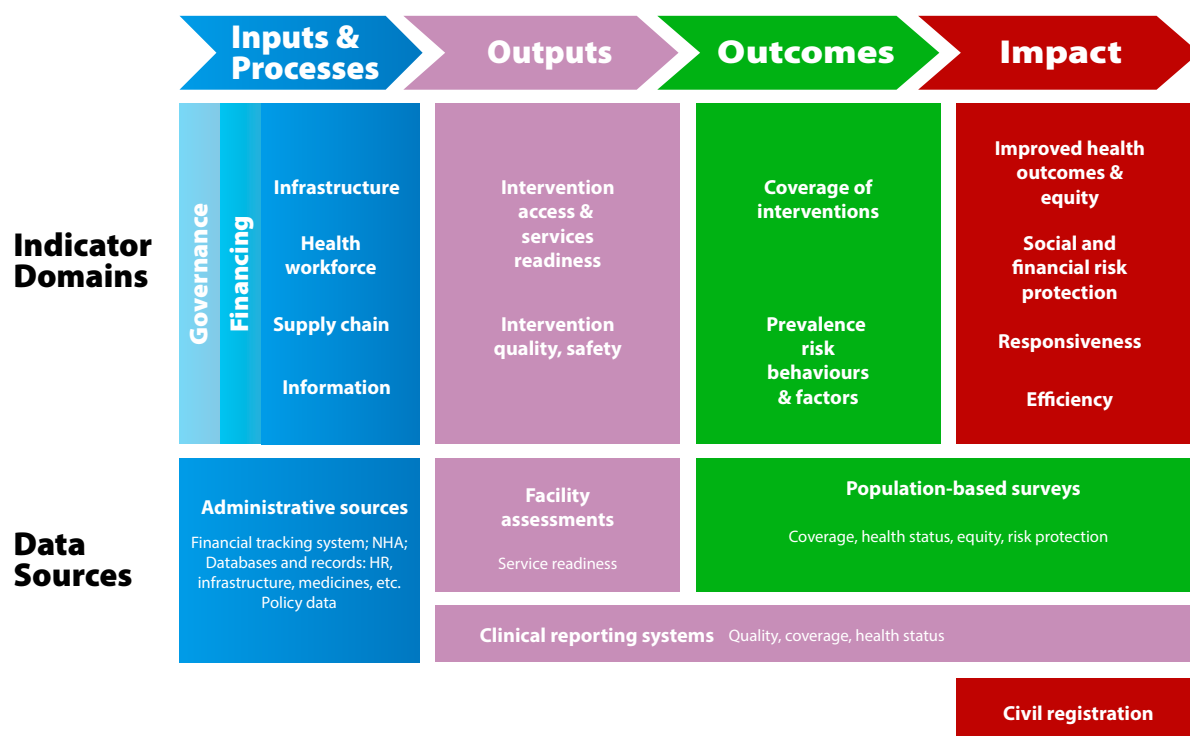 Inputs &
Processes
Outputs
Outcomes
Impact
Indicator
Domains
Governance
Financing
Infrastructure
Health
workforce
Supply chain
Information
Intervention
access &
services
readiness
Intervention
quality, safety
Coverage of
interventions
Prevalence
risk
behaviours
& factors
Improved health
outcomes &
equity
Social and
financial risk
protection
Responsiveness
Efficiency
Data
Sources
Administrative sources
Financial tracking system; NHA;
Databases and records: HR,
infrastructure, medicines, etc.
Policy data
Facility
assessments
Service readiness
Population-based surveys
Coverage, health status, equity, risk protection
Clinical reporting systems Quality, coverage, health status
Civil registration